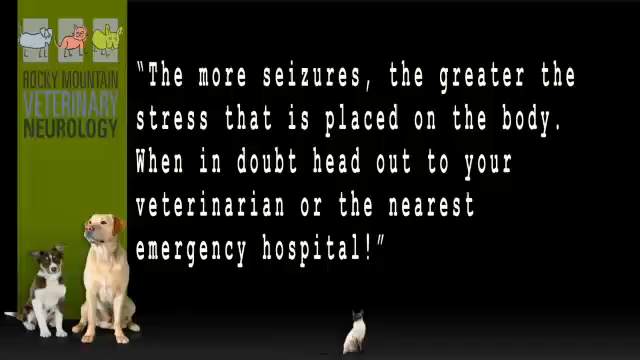 ROCKY MOUNTAIN
VETERINARY
NEUROLOGY
“The more seizures, the greater the
stress that is placed on the body.
When in doubt head out to your
veterinarian or the nearest
emergency hospital!”